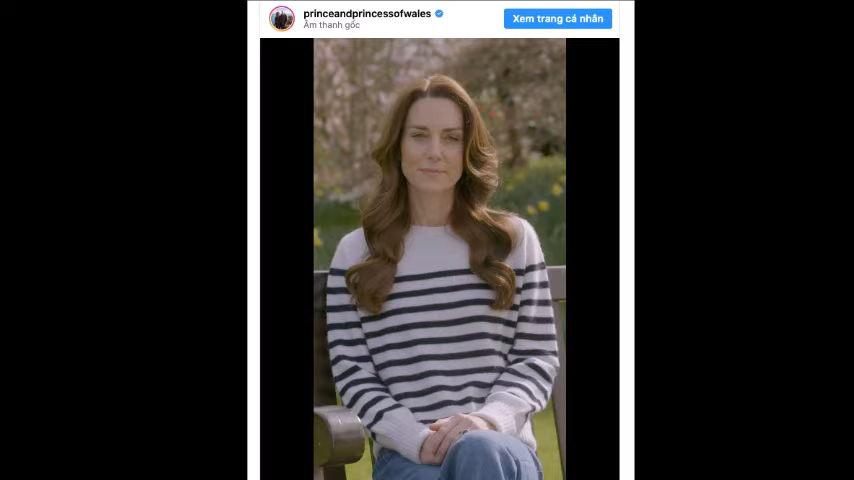 princeandprincessofwales
Âm thanh gốc
Xem trang cá nhân